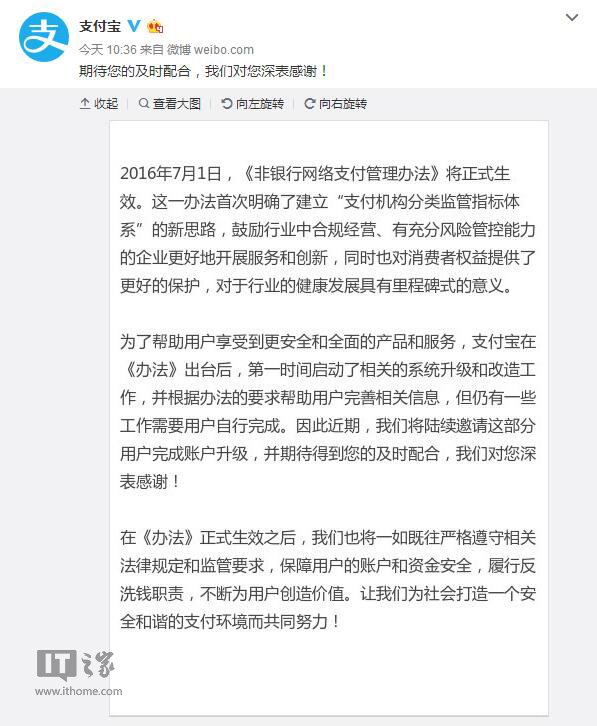 支
支付宝
今天 10:36 来自 微博 weibo.com
期待您的及时配合，我们对您深表感谢！
收起 查看大图 向左旋转 向右旋转
2016年7月1日，《非银行网络支付管理办法》将正式生
效。这一办法首次明确了建立“支付机构分类监管指标体
系”的新思路，鼓励行业中合规经营、有充分风险管控能力
的企业更好地开展服务和创新，同时也对消费者权益提供了
更好的保护，对于行业的健康发展具有里程碑式的意义。
为了帮助用户享受到更安全和全面的产品和服务，支付宝在
《办法》出台后，第一时间启动了相关的系统升级和改造工
作，并根据办法的要求帮助用户完善相关信息，但仍有一些
工作需要用户自行完成。因此近期，我们将陆续邀请这部分
用户完成账户升级，并期待得到您的及时配合，我们对您深
表感谢！
在《办法》正式生效之后，我们也将一如既往严格遵守相关
法律规定和监管要求，保障用户的账户和资金安全，履行反
洗钱职责，不断为用户创造价值。让我们为社会打造一个安
全和谐的支付环境而共同努力！
IT之家
www.ithome.com